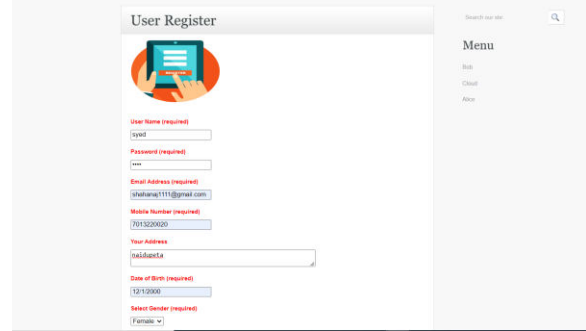 User Register
REGISTER
User Name (required)
syed
Password (required)
••••
Email Address (required)
shahanaj1111@gmail.com
Mobile Number (required)
7013220020
Your Address
naidupeta
Date of Birth (required)
12/1/2000
Select Gender (required)
Female
Search our site
Menu
Bob
Cloud
Alice